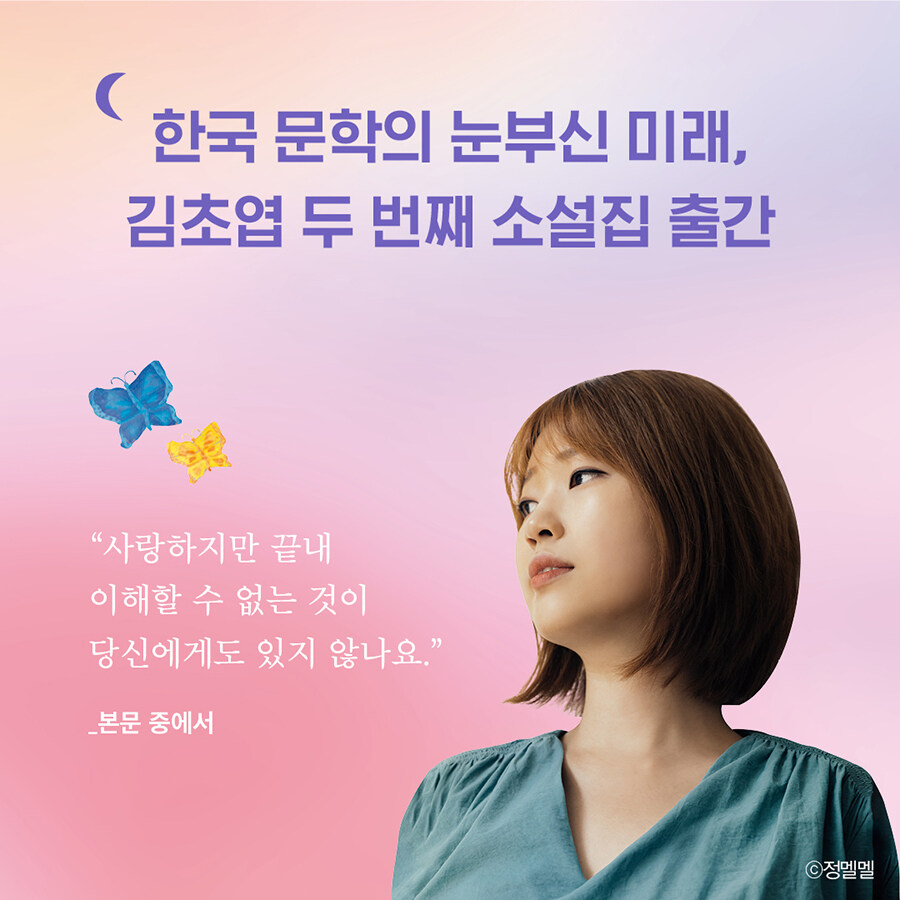 한국 문학의 눈부신 미래,
김초엽 두 번째 소설집 출간
“사랑하지만 끝내
이해할 수 없는 것이
당신에게도 있지 않나요.”
_본문 중에서
ⓒ정멜멜